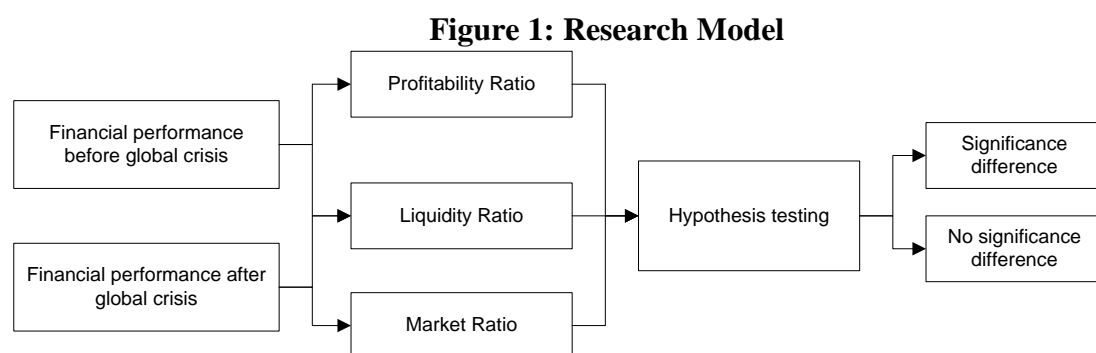 Figure 1: Research Model
Profitability Ratio
Financial performance
before global crisis
Significance
difference
Liquidity Ratio
Hypothesis testing
No significance
difference
Financial performance after
global crisis
Market Ratio